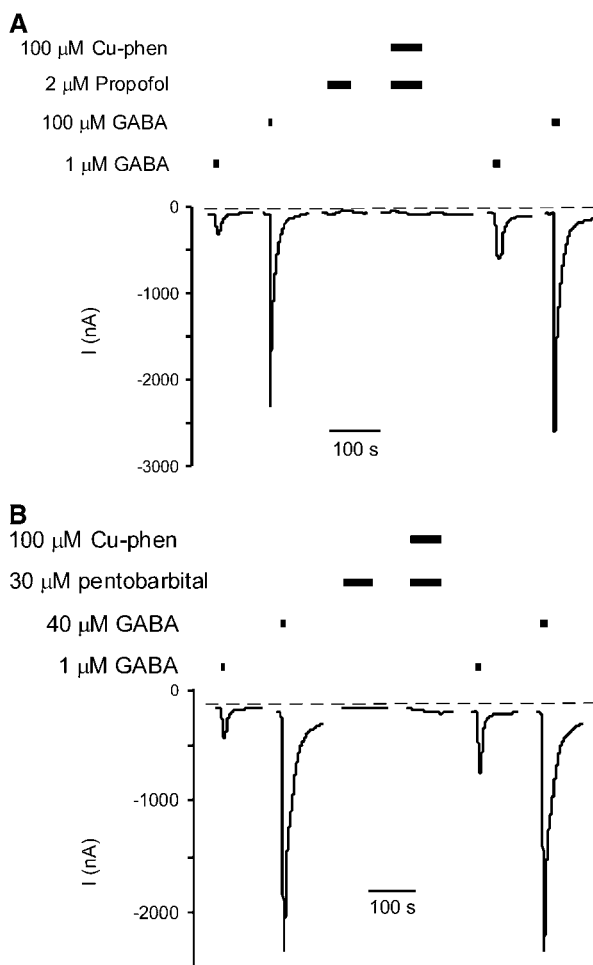 A
100 μM Cu-phen
2 μM Propofol
100 μM GABA
1 μM GABA
0
-1000
-2000
-3000
I (nA)
100 s
B
100 μM Cu-phen
30 μM pentobarbital
40 μM GABA
1 μM GABA
0
-1000
-2000
I (nA)
100 s